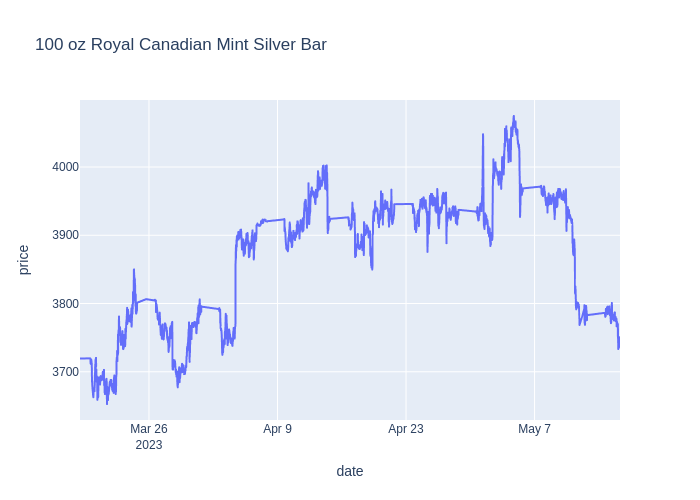 100 oz Royal Canadian Mint Silver Bar
price
4000
3900
3800
3700
Mar 26
2023
Apr 9
Apr 23
May 7
date